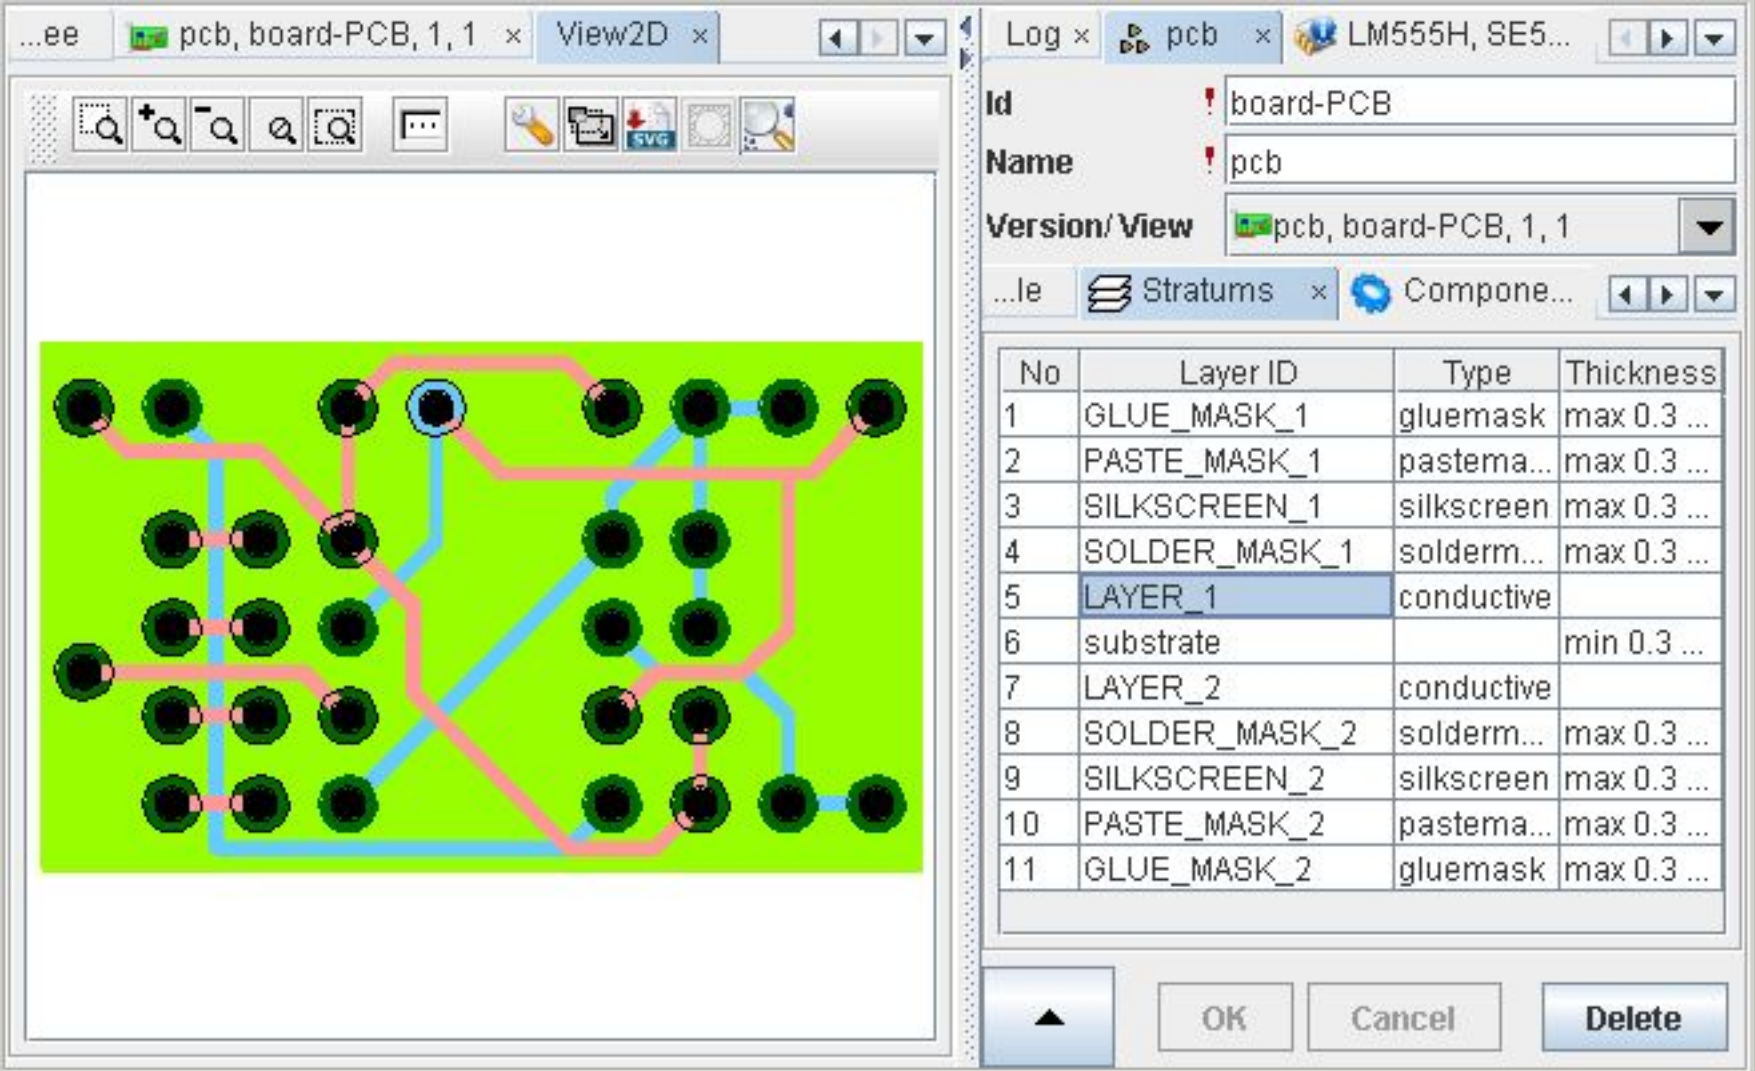 ...ee pcb, board-PCB, 1, 1 × View2D ×
SVG
Log × pcb × LM555H, SE5...
Id ! board-PCB
Name ! pcb
Version/ View pcb, board-PCB, 1, 1
...le Stratums × Compone...
No Layer ID Type Thickness
1 GLUE_MASK_1 gluemask max 0.3 ...
2 PASTE_MASK_1 pastema... max 0.3 ...
3 SILKSCREEN_1 silkscreen max 0.3 ...
4 SOLDER_MASK_1 solderm... max 0.3 ...
5 LAYER_1 conductive
6 substrate min 0.3 ...
7 LAYER_2 conductive
8 SOLDER_MASK_2 solderm... max 0.3 ...
9 SILKSCREEN_2 silkscreen max 0.3 ...
10 PASTE_MASK_2 pastema... max 0.3 ...
11 GLUE_MASK_2 gluemask max 0.3 ...
OK Cancel Delete